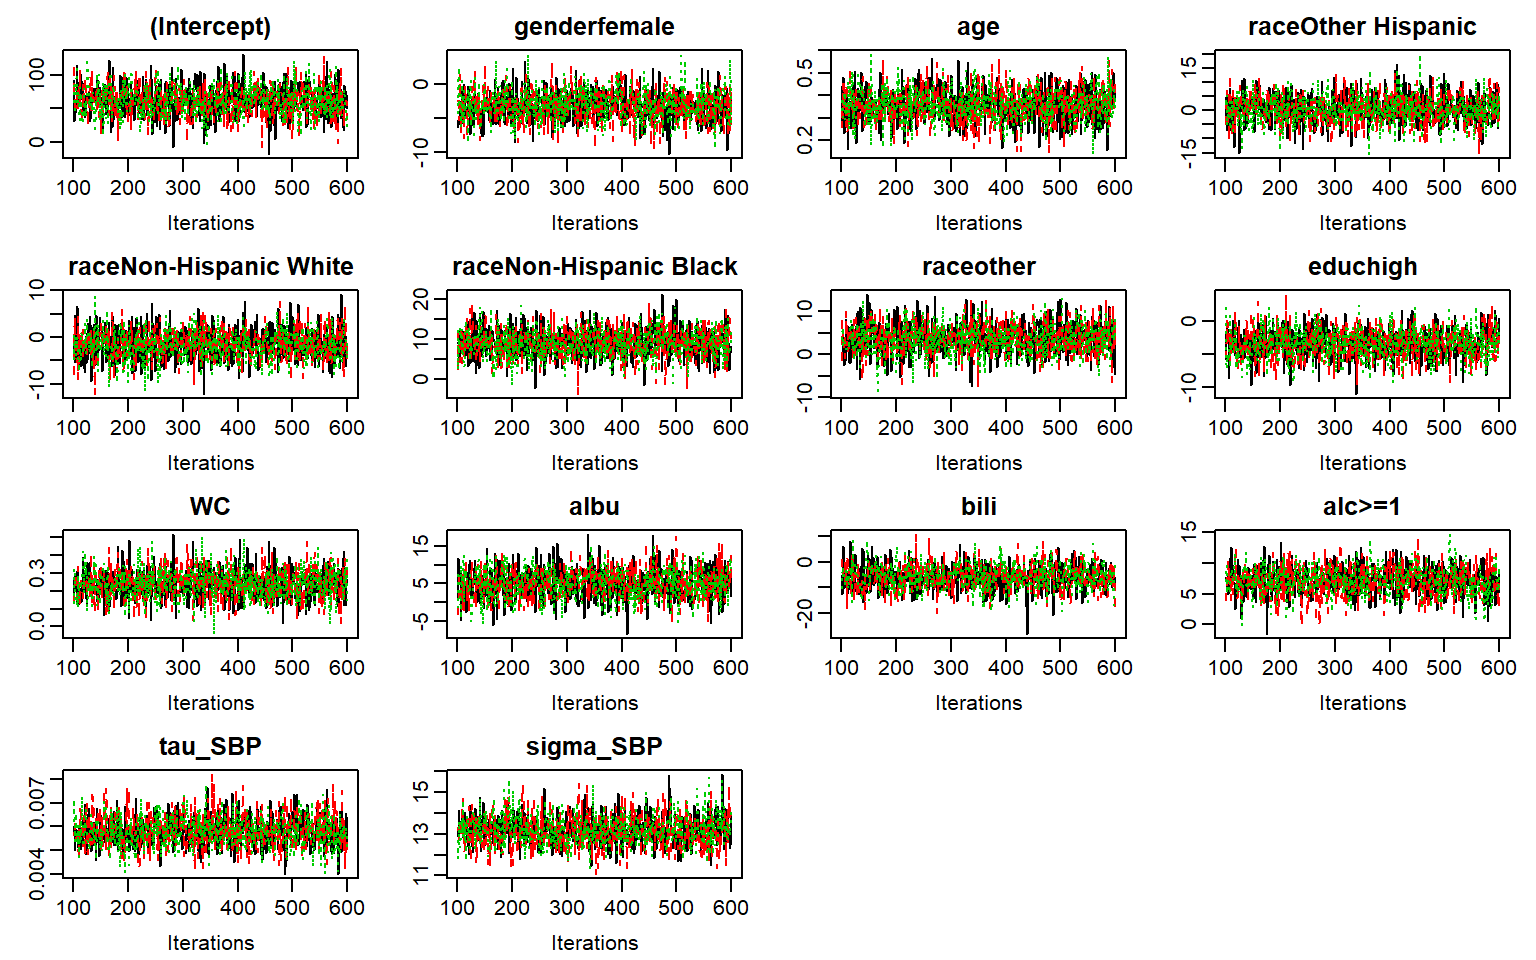 (Intercept) genderfemale age raceOther Hispanic
0 100
-10 0
0.2 0.5
-15 0 5 15
100 200 300 400 500 600 100 200 300 400 500 600 100 200 300 400 500 600 100 200 300 400 500 600
Iterations Iterations Iterations Iterations
raceNon-Hispanic White raceNon-Hispanic Black raceother educhigh
-10 0 10
0 10 20
-10 0 10
-10 0
100 200 300 400 500 600 100 200 300 400 500 600 100 200 300 400 500 600 100 200 300 400 500 600
Iterations Iterations Iterations Iterations
WC albu bili alc>=1
0.0 0.3
-5 5 15
-20 0
0 5 15
100 200 300 400 500 600 100 200 300 400 500 600 100 200 300 400 500 600 100 200 300 400 500 600
Iterations Iterations Iterations Iterations
tau_SBP sigma_SBP
0.004 0.007
11 13 15
100 200 300 400 500 600 100 200 300 400 500 600
Iterations Iterations